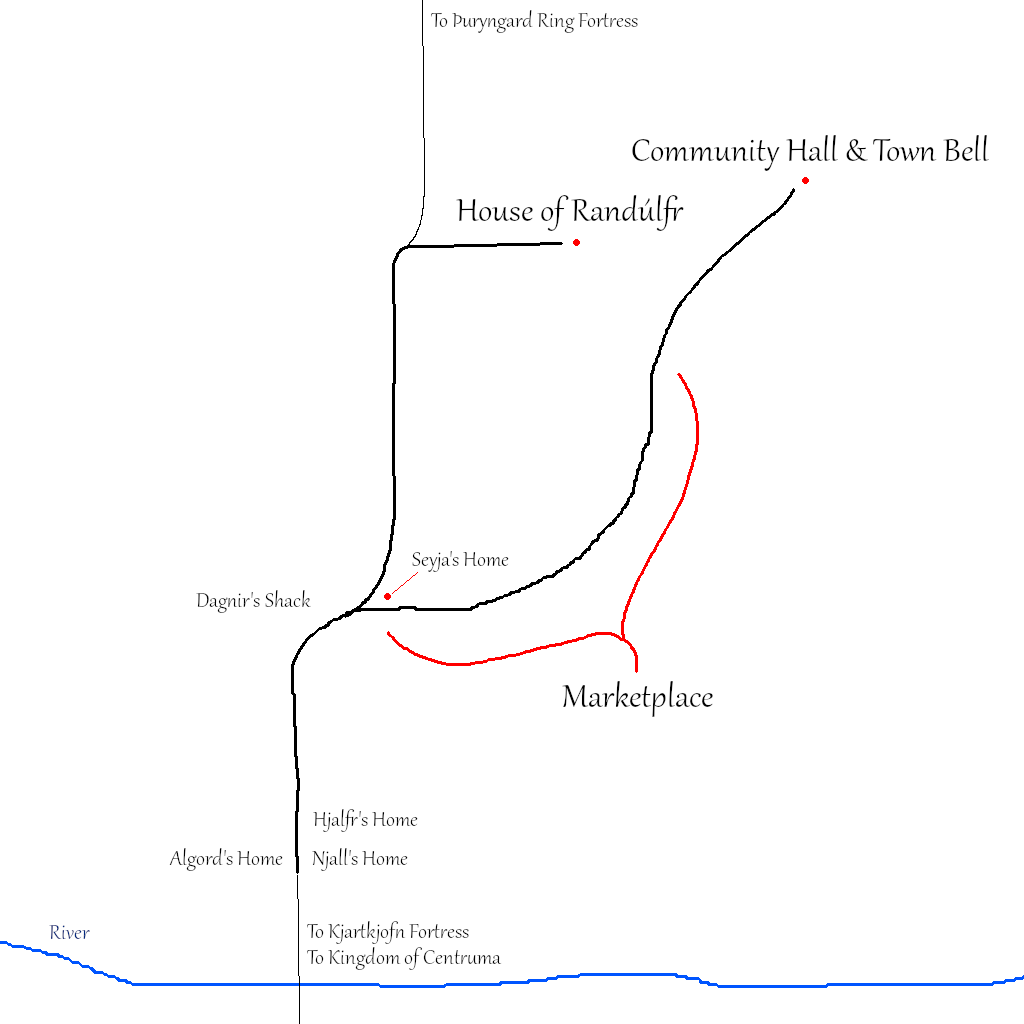 To Þuryngard Ring Fortress
Community Hall & Town Bell
House of Randúlfr
Seyja's Home
Dagnir's Shack
Marketplace
Hjalfr's Home
Algord's Home
Njall's Home
River
To Kjartkjofn Fortress
To Kingdom of Centruma